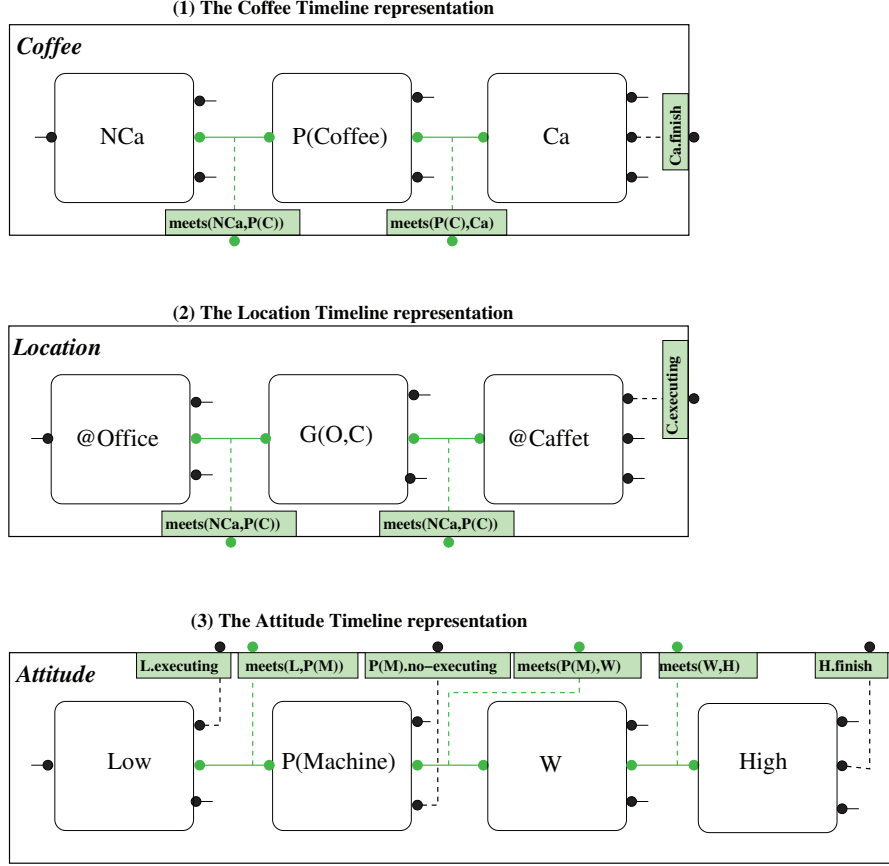 (1) The Coffee Timeline representation
Coffee
NCa
P(Coffee)
Ca
Ca.finish
meets(NCa,P(C))
meets(P(C),Ca)
(2) The Location Timeline representation
Location
@Office
G(O,C)
@Caffet
C.executing
meets(NCa,P(C))
meets(NCa,P(C))
(3) The Attitude Timeline representation
Attitude
L.executing
meets(L,P(M))
P(M).no-executing
meets(P(M),W)
meets(W,H)
H.finish
Low
P(Machine)
W
High